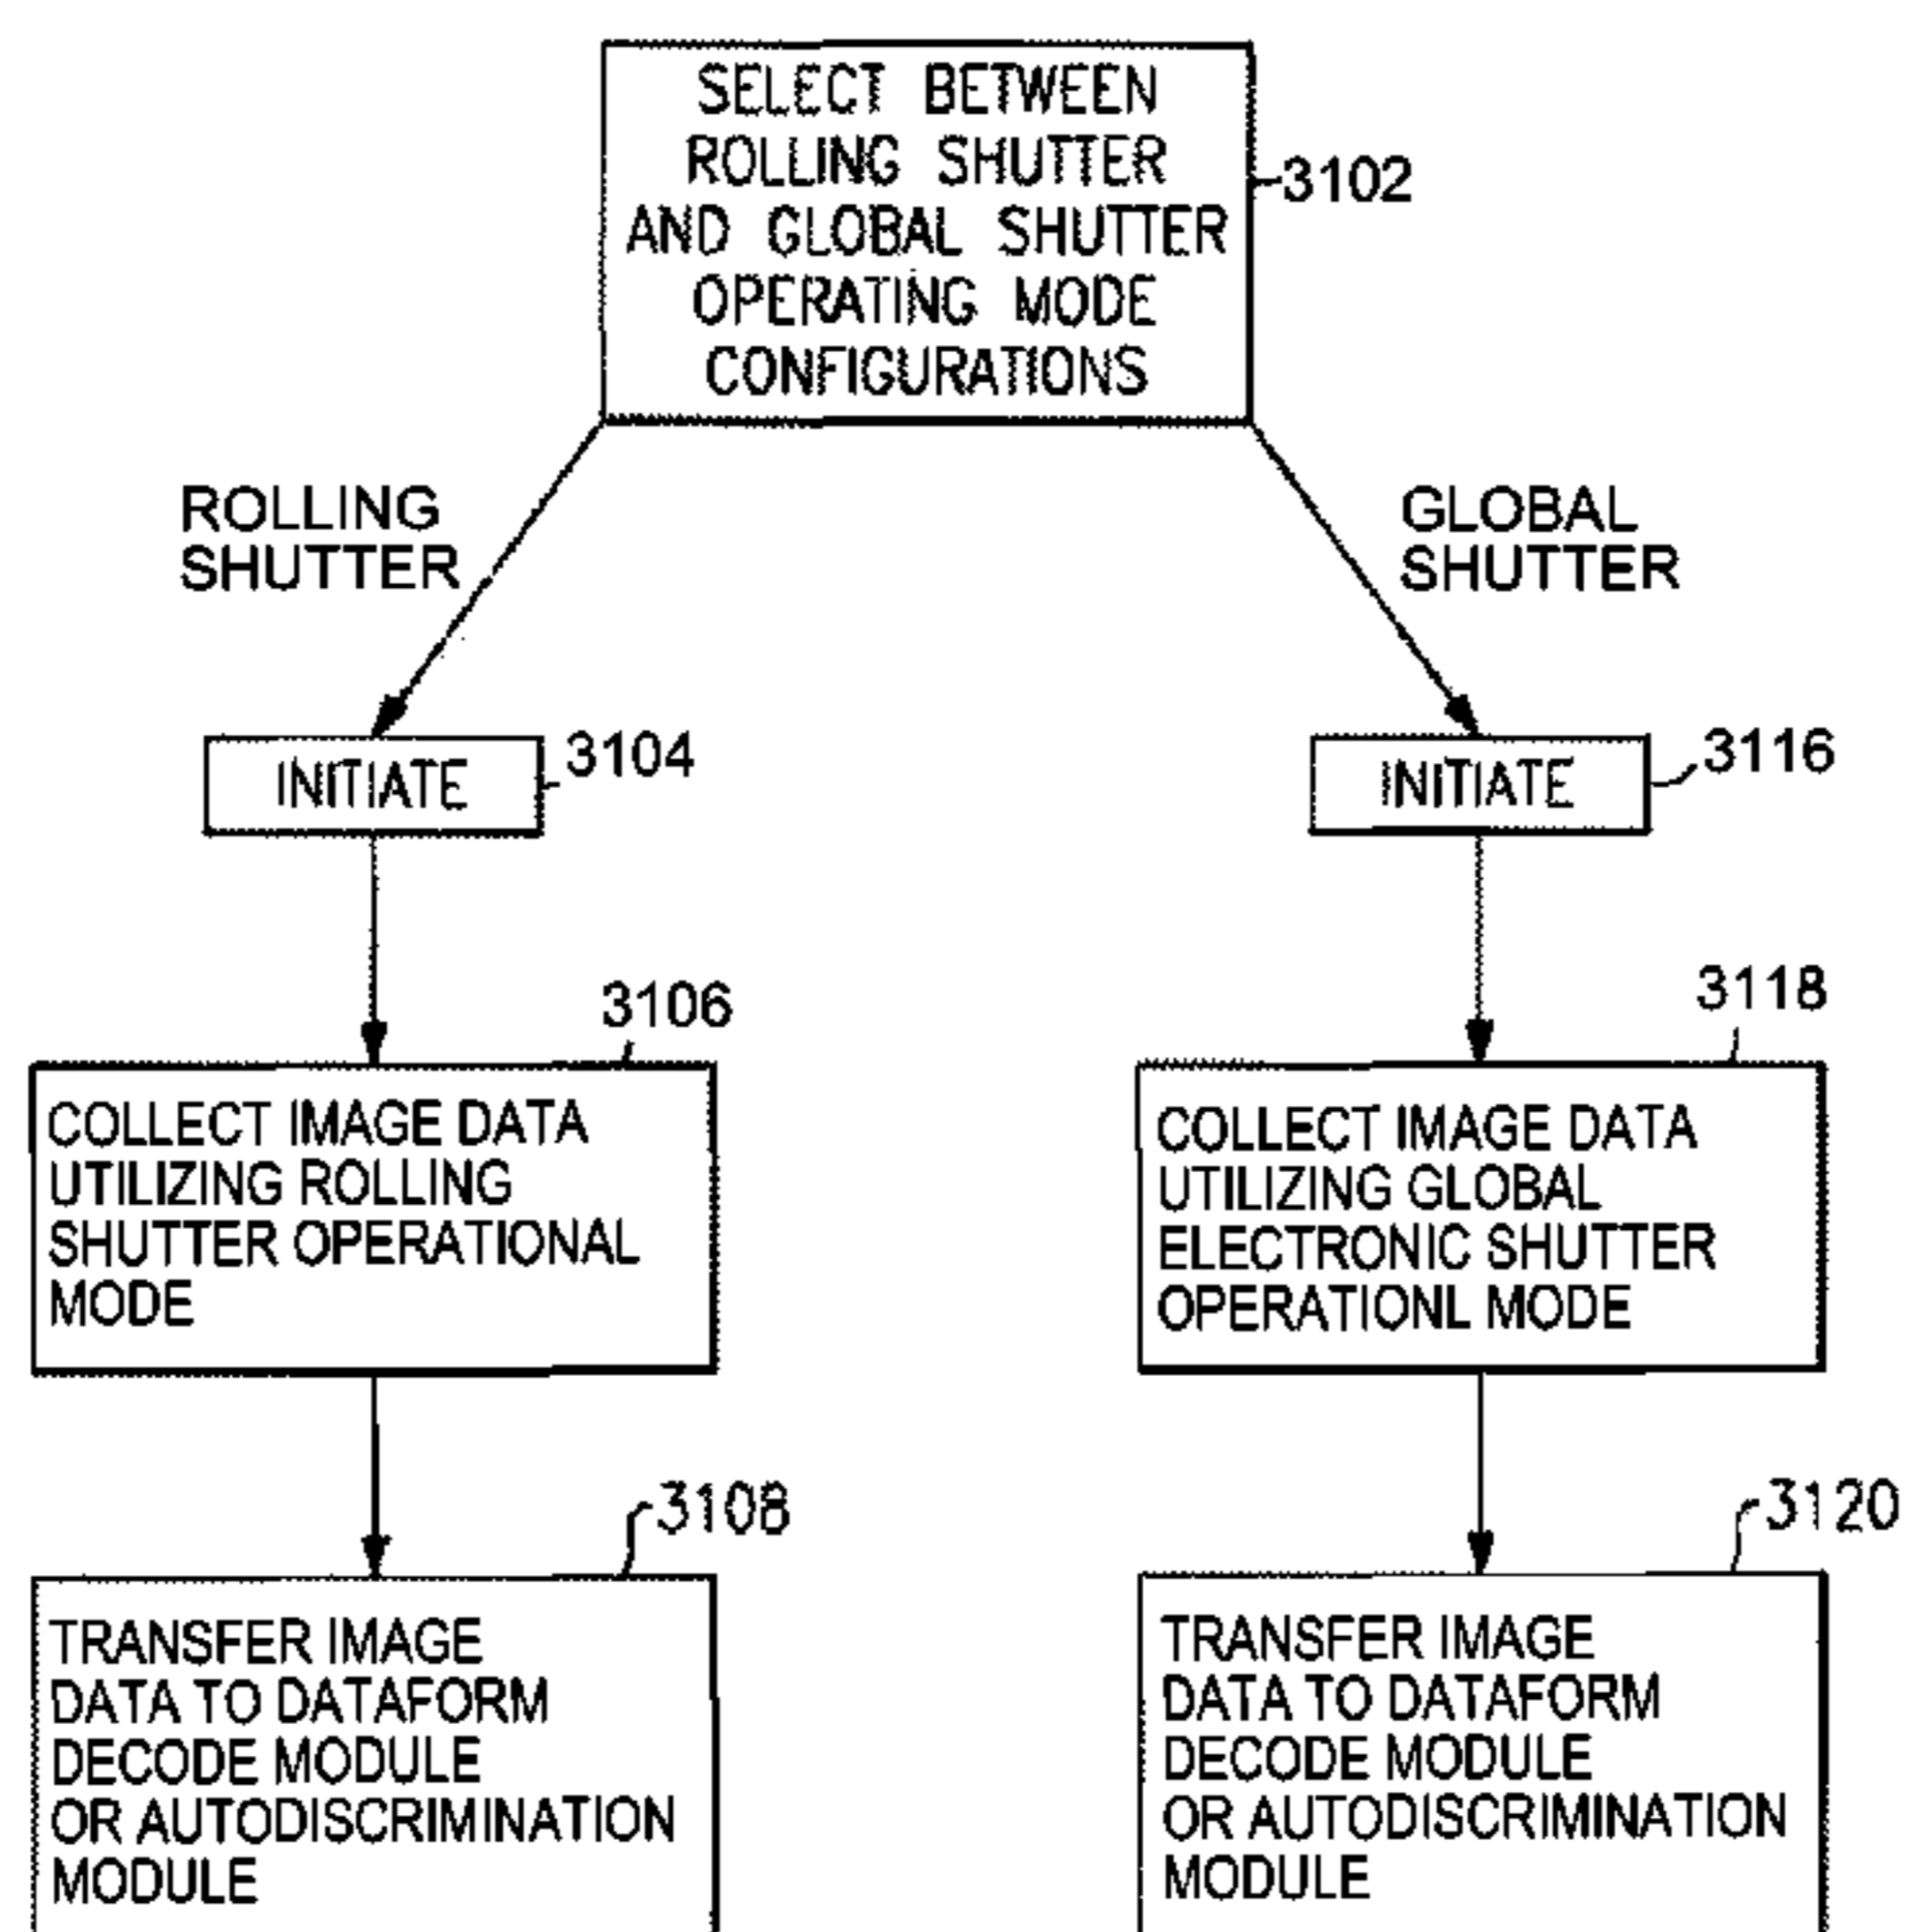 SELECT BETWEEN
ROLLING SHUTTER
AND GLOBAL SHUTTER
OPERATING MODE
CONFIGURATIONS
3102
ROLLING
SHUTTER
GLOBAL
SHUTTER
INITIATE
3104
INITIATE
3116
3106
COLLECT IMAGE DATA
UTILIZING ROLLING
SHUTTER OPERATIONAL
MODE
3118
COLLECT IMAGE DATA
UTILIZING GLOBAL
ELECTRONIC SHUTTER
OPERATIONL MODE
3108
TRANSFER IMAGE
DATA TO DATAFORM
DECODE MODULE
OR AUTODISCRIMINATION
MODULE
3120
TRANSFER IMAGE
DATA TO DATAFORM
DECODE MODULE
OR AUTODISCRIMINATION
MODULE